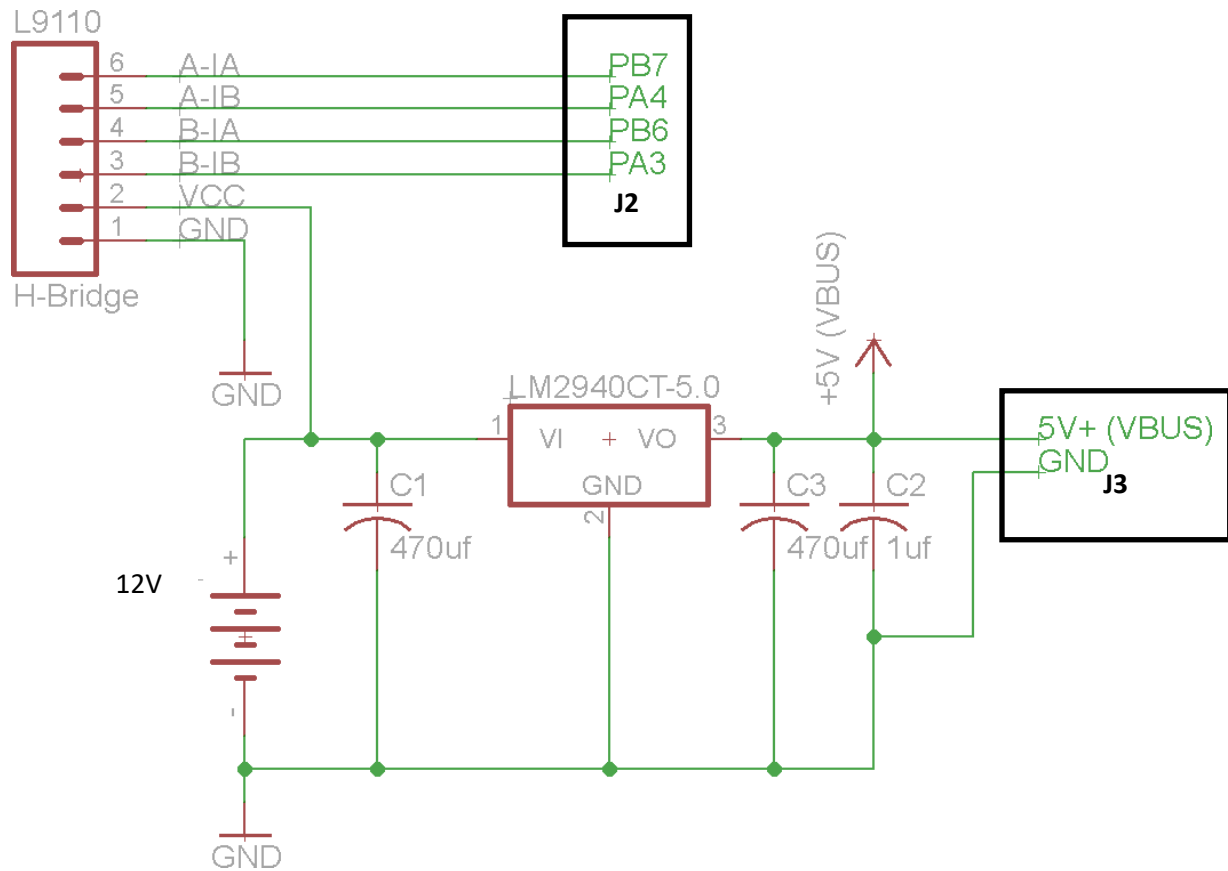 L9110
6 A-IA
5 A-IB
4 B-IA
3 B-IB
2 VCC
1 GND
H-Bridge
PB7
PA4
PB6
PA3
J2
GND
+5V (VBUS)
LM2940CT-5.0
1 VI + VO 3
GND
2
5V+ (VBUS)
GND
J3
C1
470uf
C3
470uf
C2
1uf
+
12V
-
-
GND